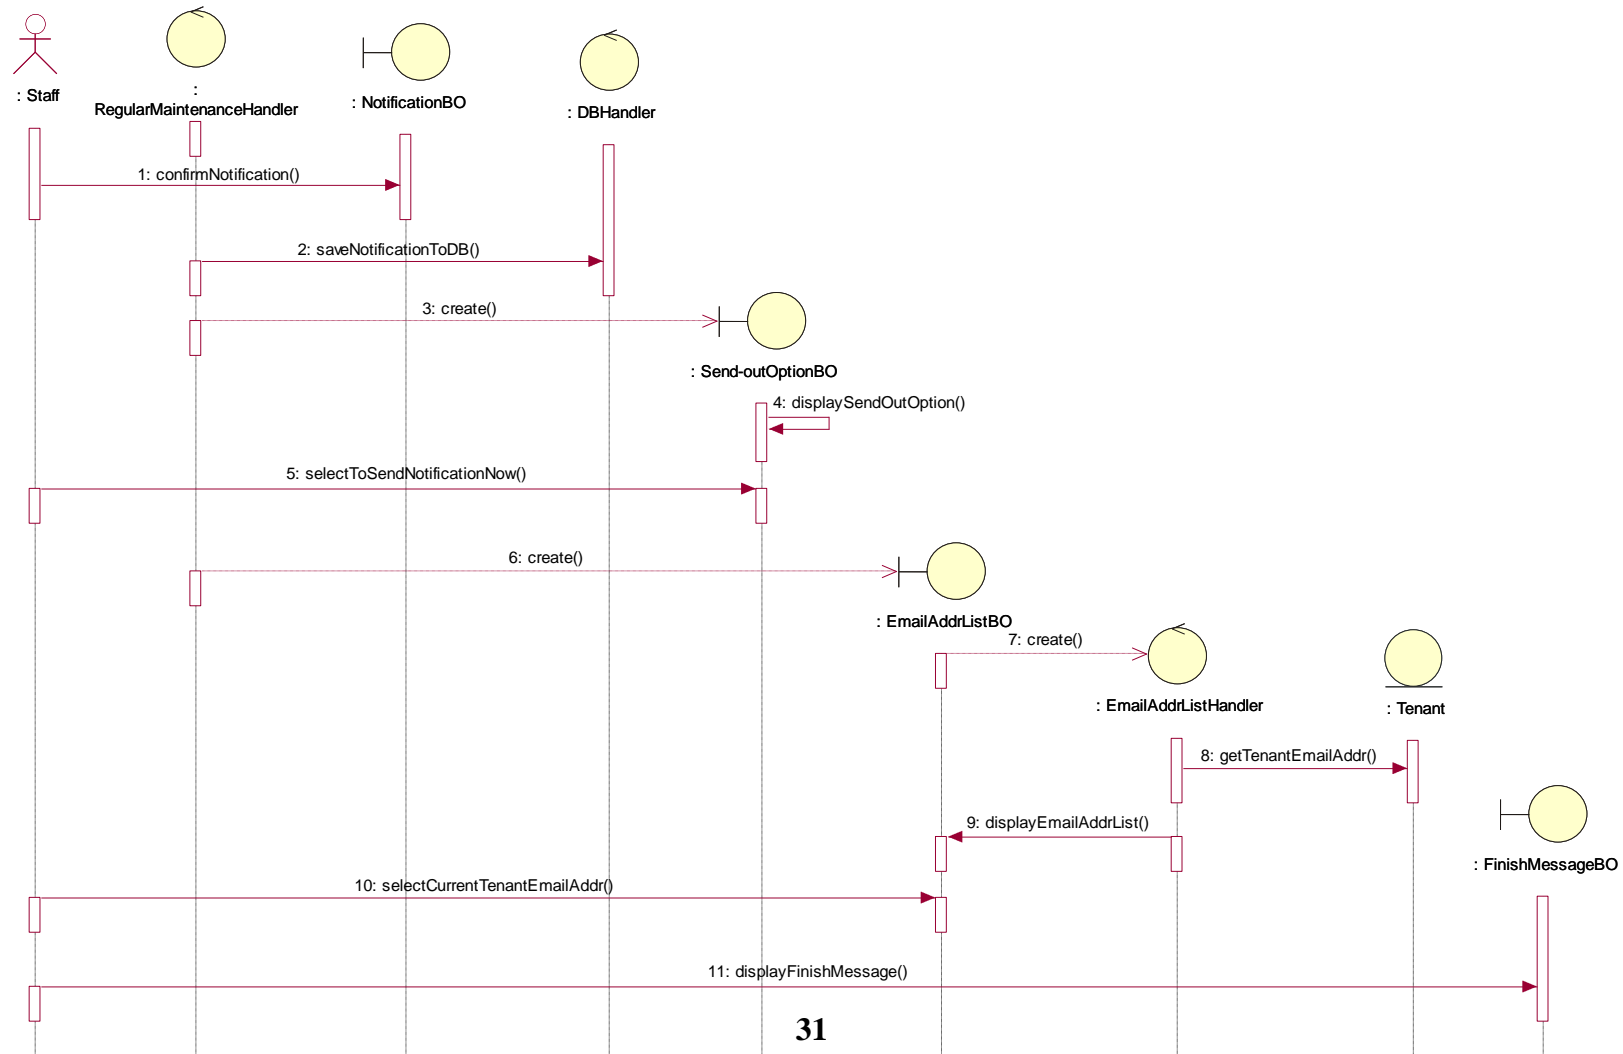 : Staff
:
RegularMaintenanceHandler
: NotificationBO
: DBHandler
1: confirmNotification()
2: saveNotificationToDB()
3: create()
: Send-outOptionBO
4: displaySendOutOption()
5: selectToSendNotificationNow()
6: create()
: EmailAddrListBO
7: create()
: EmailAddrListHandler
: Tenant
8: getTenantEmailAddr()
9: displayEmailAddrList()
: FinishMessageBO
10: selectCurrentTenantEmailAddr()
11: displayFinishMessage()
31